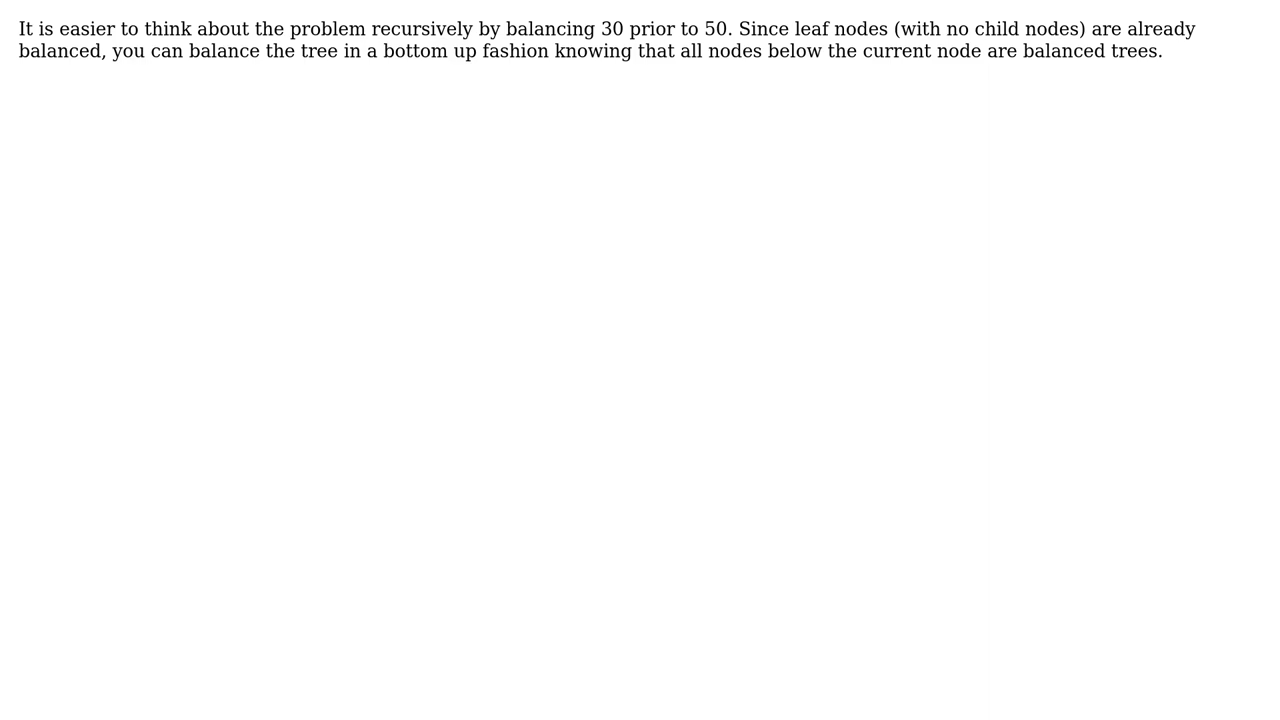 It is easier to think about the problem recursively by balancing 30 prior to 50. Since leaf nodes (with no child nodes) are already
balanced, you can balance the tree in a bottom up fashion knowing that all nodes below the current node are balanced trees.